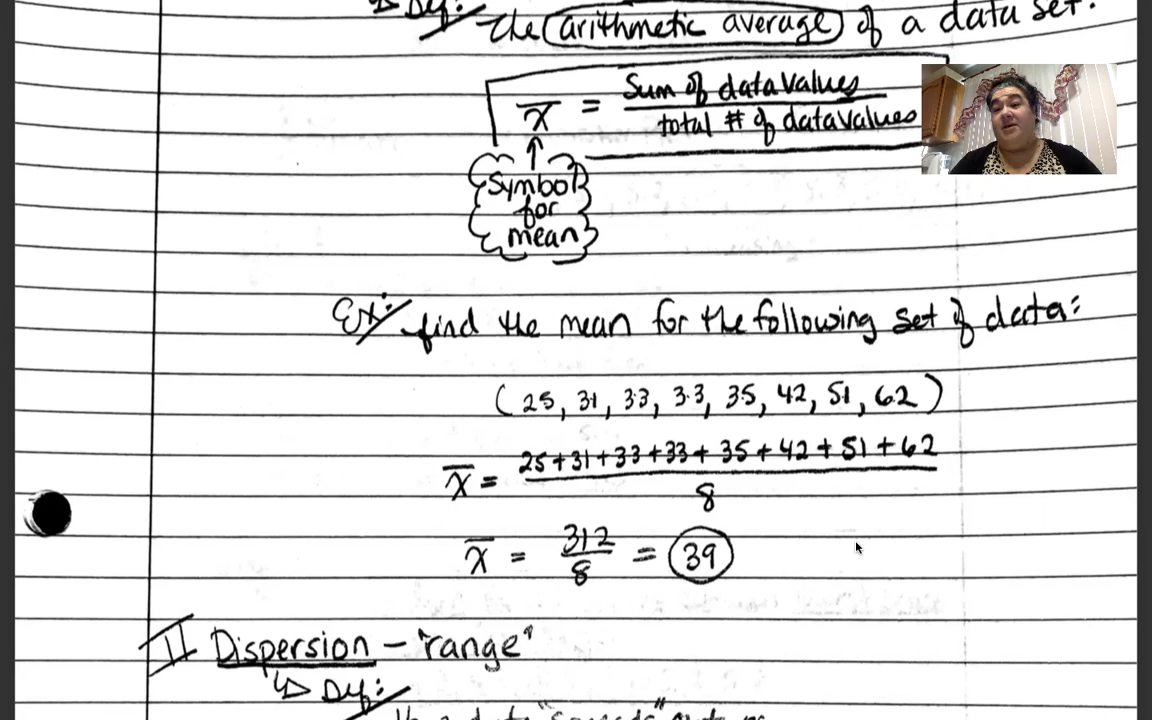 ↳ Def:
the arithmetic average of a data set.
x̄ = Sum of data values / total # of data values
Symbol
for
mean
Ex: find the mean for the following set of data:
(25, 31, 33, 33, 35, 42, 51, 62)
x̄ = 25+31+33+33+35+42+51+62 / 8
x̄ = 312/8 = 39
II Dispersion - "range"
↳ Def: